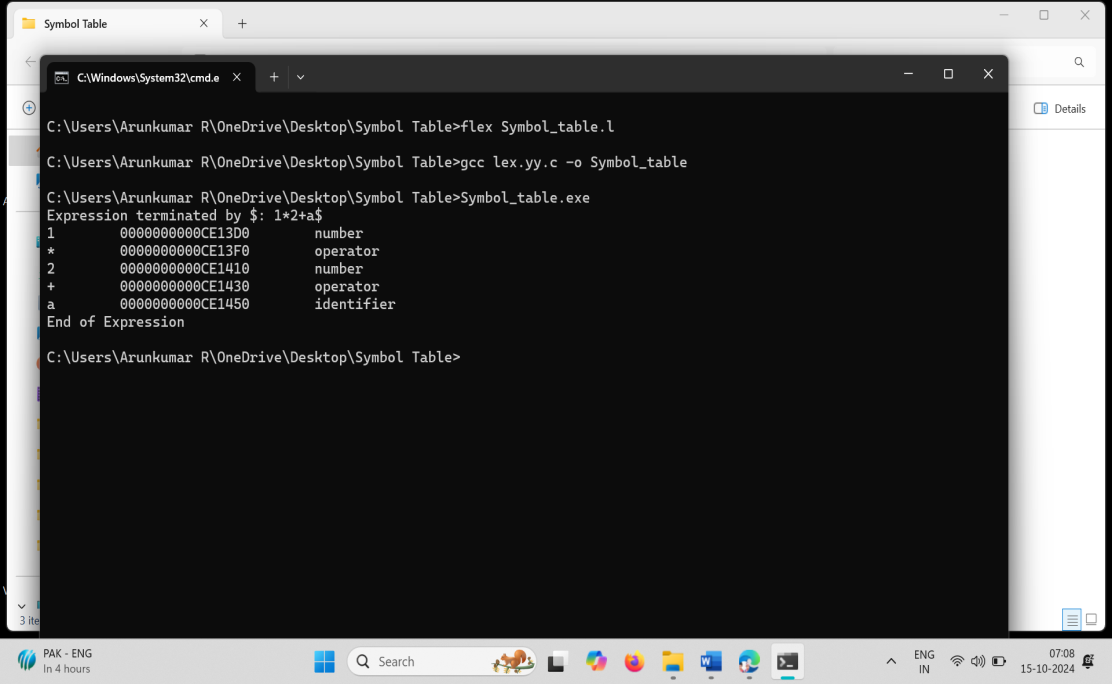 Symbol Table
C:\Windows\System32\cmd.e
Details
C:\Users\Arunkumar R\OneDrive\Desktop\Symbol Table>flex Symbol_table.l
C:\Users\Arunkumar R\OneDrive\Desktop\Symbol Table>gcc lex.yy.c -o Symbol_table
C:\Users\Arunkumar R\OneDrive\Desktop\Symbol Table>Symbol_table.exe
Expression terminated by $: 1*2+a$
1 0000000000CE13D0 number
* 0000000000CE13F0 operator
2 0000000000CE1410 number
+ 0000000000CE1430 operator
a 0000000000CE1450 identifier
End of Expression
C:\Users\Arunkumar R\OneDrive\Desktop\Symbol Table>
3 ite
PAK - ENG
In 4 hours
Search
ENG
IN
07:08
15-10-2024